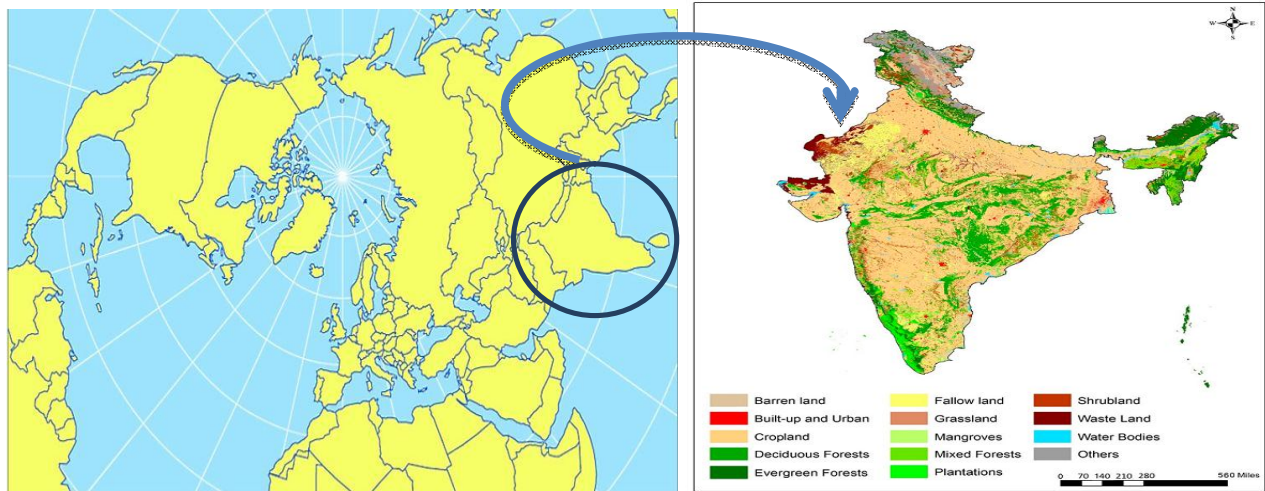 N
W E
S
Barren land Fallow land Shrubland
Built-up and Urban Grassland Waste Land
Cropland Mangroves Water Bodies
Deciduous Forests Mixed Forests Others
Evergreen Forests Plantations
0 70 140 210 280 560 Miles